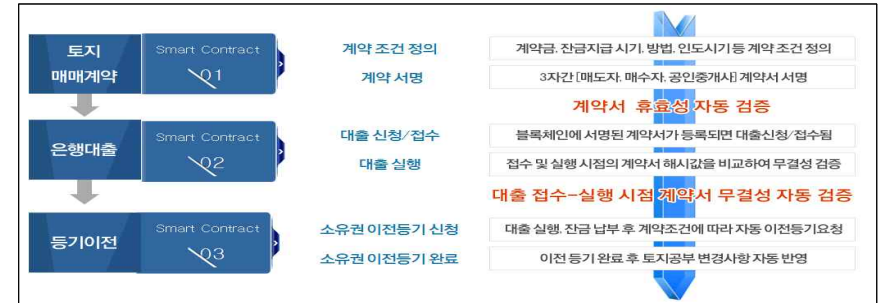 토지
매매계약
Smart Contract
01
계약 조건 정의
계약금, 잔금지급 시기, 방법, 인도시기 등 계약 조건 정의
계약 서명
3자간 [매도자, 매수자, 공인중개사] 계약서 서명
계약서 휴효성 자동 검증
은행대출
Smart Contract
02
대출 신청/접수
블록체인에 서명된 계약서가 등록되면 대출신청/접수됨
대출 실행
접수 및 실행 시점의 계약서 해시값을 비교하여 무결성 검증
대출 접수-실행 시점 계약서 무결성 자동 검증
등기이전
Smart Contract
03
소유권 이전등기 신청
대출 실행, 잔금 납부 후 계약조건에 따라 자동 이전등기요청
소유권 이전등기 완료
이전 등기 완료 후 토지공부 변경사항 자동 반영